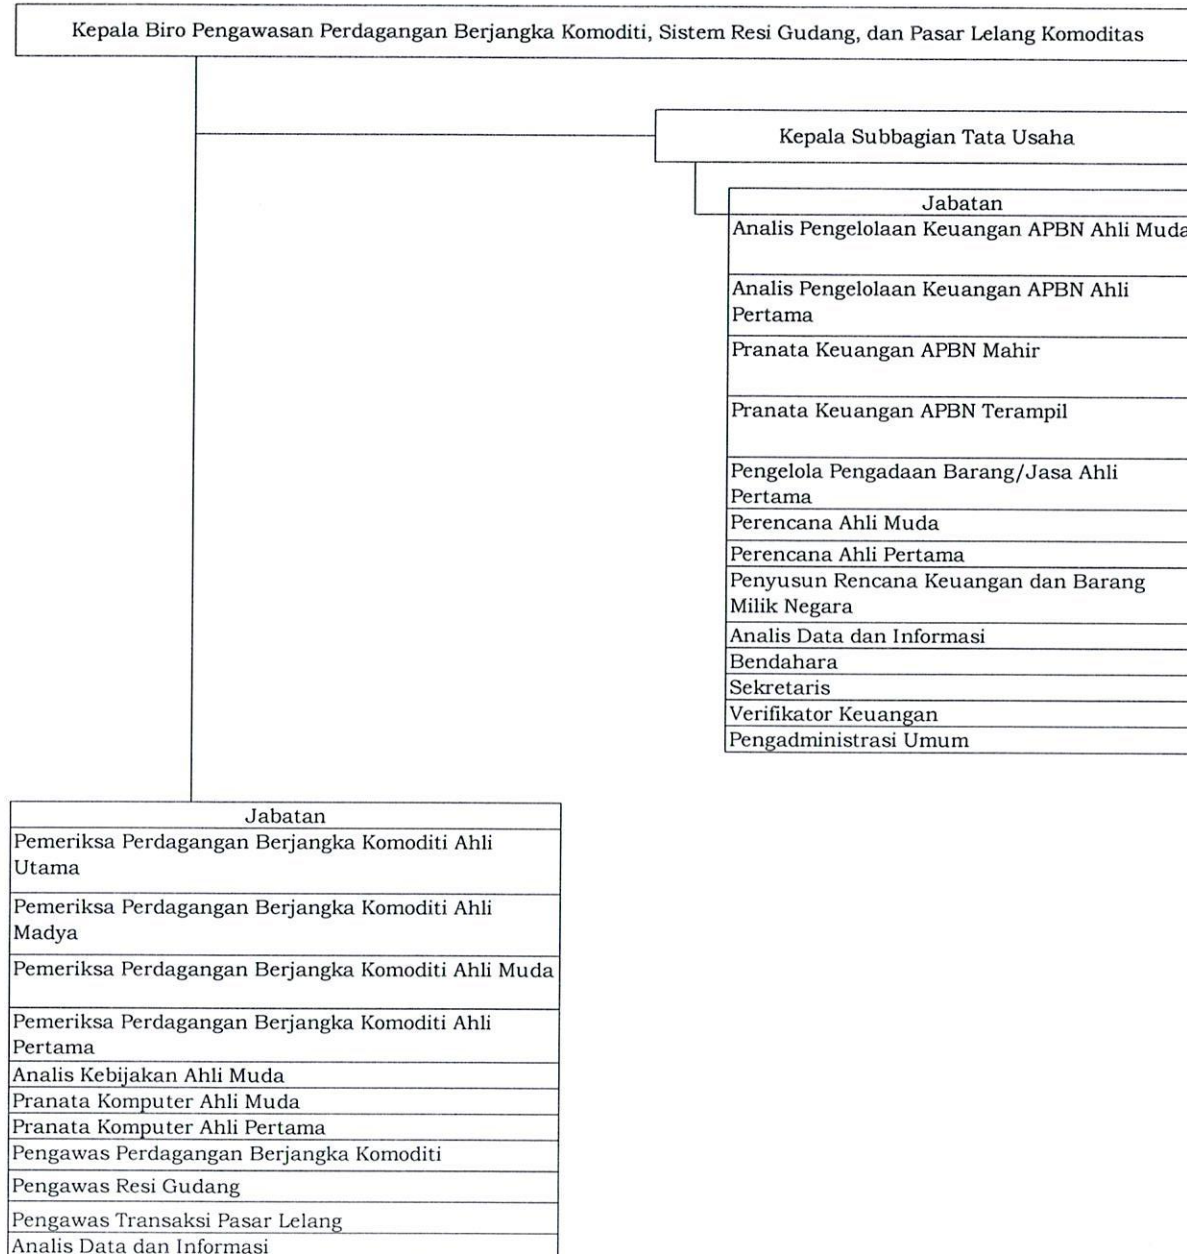 Kepala Biro Pengawasan Perdagangan Berjangka Komoditi, Sistem Resi Gudang, dan Pasar Lelang Komoditas
Kepala Subbagian Tata Usaha
Jabatan
Analis Pengelolaan Keuangan APBN Ahli Muda
Analis Pengelolaan Keuangan APBN Ahli
Pertama
Pranata Keuangan APBN Mahir
Pranata Keuangan APBN Terampil
Pengelola Pengadaan Barang/Jasa Ahli
Pertama
Perencana Ahli Muda
Perencana Ahli Pertama
Penyusun Rencana Keuangan dan Barang
Milik Negara
Analis Data dan Informasi
Bendahara
Sekretaris
Verifikator Keuangan
Pengadministrasi Umum
Jabatan
Pemeriksa Perdagangan Berjangka Komoditi Ahli
Utama
Pemeriksa Perdagangan Berjangka Komoditi Ahli
Madya
Pemeriksa Perdagangan Berjangka Komoditi Ahli Muda
Pemeriksa Perdagangan Berjangka Komoditi Ahli
Pertama
Analis Kebijakan Ahli Muda
Pranata Komputer Ahli Muda
Pranata Komputer Ahli Pertama
Pengawas Perdagangan Berjangka Komoditi
Pengawas Resi Gudang
Pengawas Transaksi Pasar Lelang
Analis Data dan Informasi